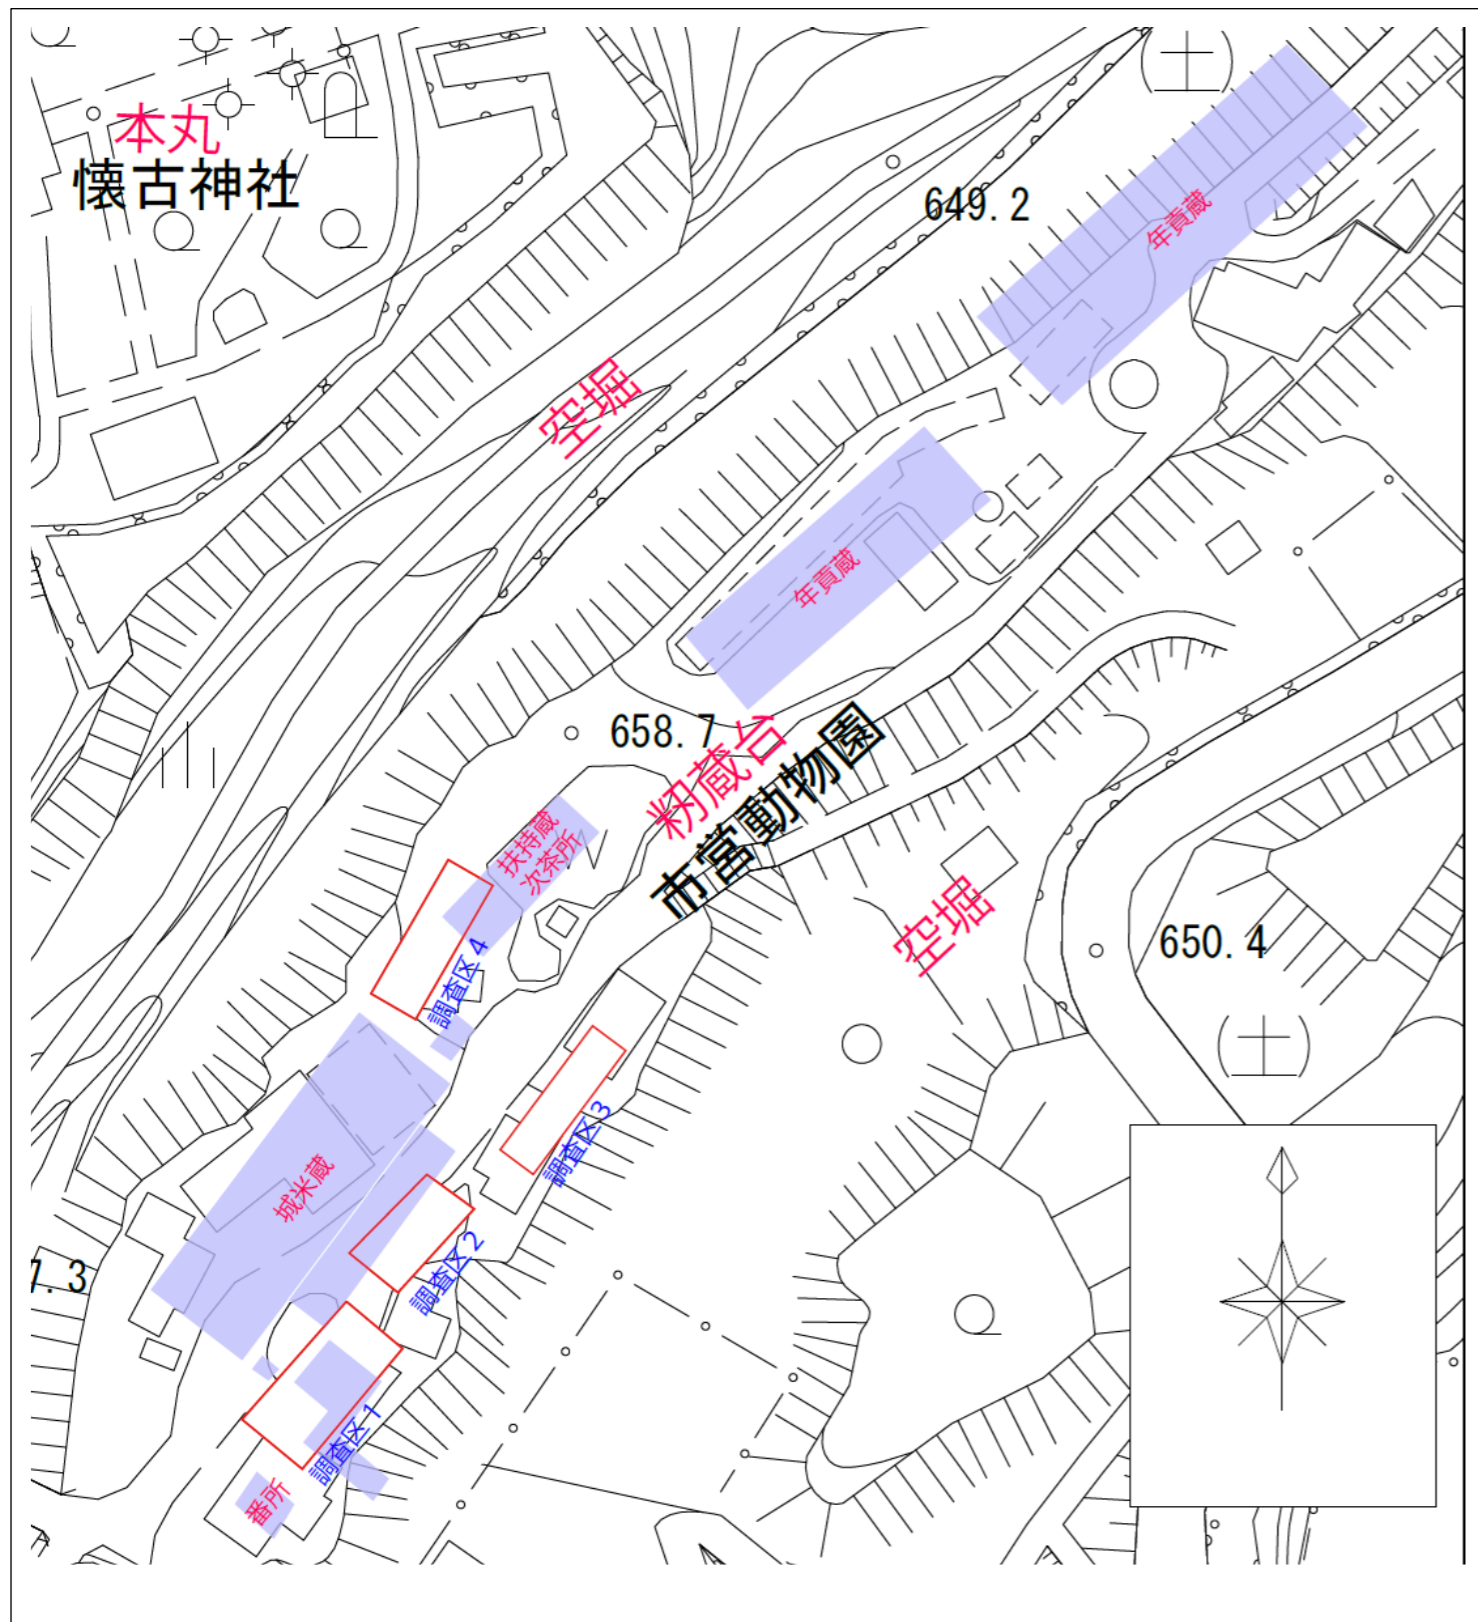 本丸
懐古神社
649.2
年貢蔵
空堀
年貢蔵
658.7
籾蔵台
市営動物園
扶持蔵
次茶所
空堀
650.4
調査区4
調査区3
城米蔵
調査区2
7.3
調査区1
番所